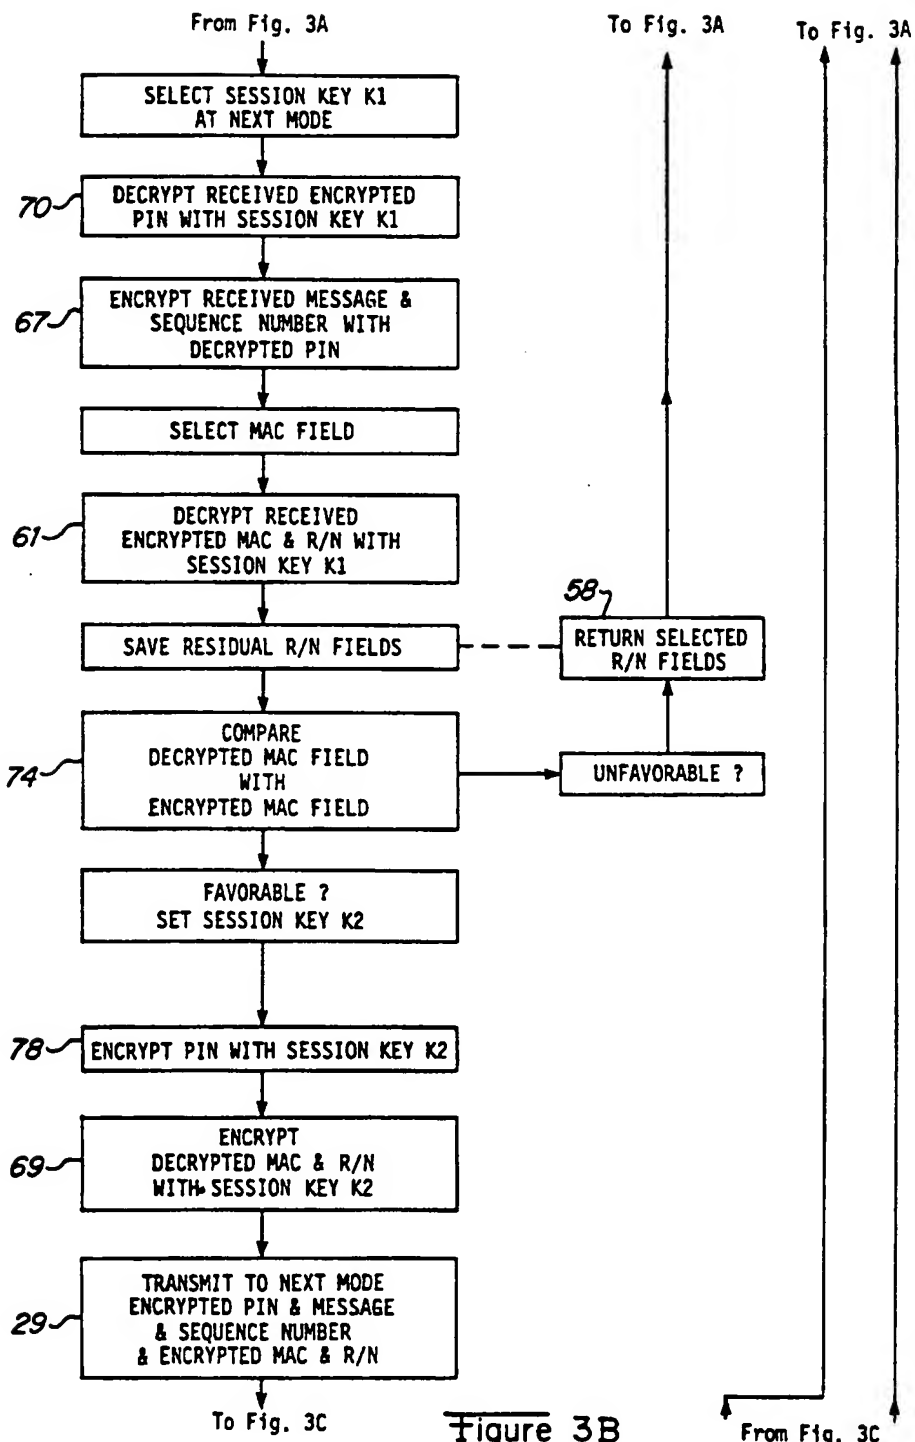 From Fig. 3A
To Fig. 3A
To Fig. 3A
SELECT SESSION KEY K1
AT NEXT MODE
70
DECRYPT RECEIVED ENCRYPTED
PIN WITH SESSION KEY K1
67
ENCRYPT RECEIVED MESSAGE &
SEQUENCE NUMBER WITH
DECRYPTED PIN
SELECT MAC FIELD
61
DECRYPT RECEIVED
ENCRYPTED MAC & R/N WITH
SESSION KEY K1
SAVE RESIDUAL R/N FIELDS
58
RETURN SELECTED
R/N FIELDS
74
COMPARE
DECRYPTED MAC FIELD
WITH
ENCRYPTED MAC FIELD
UNFAVORABLE ?
FAVORABLE ?
SET SESSION KEY K2
78
ENCRYPT PIN WITH SESSION KEY K2
69
ENCRYPT
DECRYPTED MAC & R/N
WITH SESSION KEY K2
29
TRANSMIT TO NEXT MODE
ENCRYPTED PIN & MESSAGE
& SEQUENCE NUMBER
& ENCRYPTED MAC & R/N
To Fig. 3C
Figure 3B
From Fig. 3C